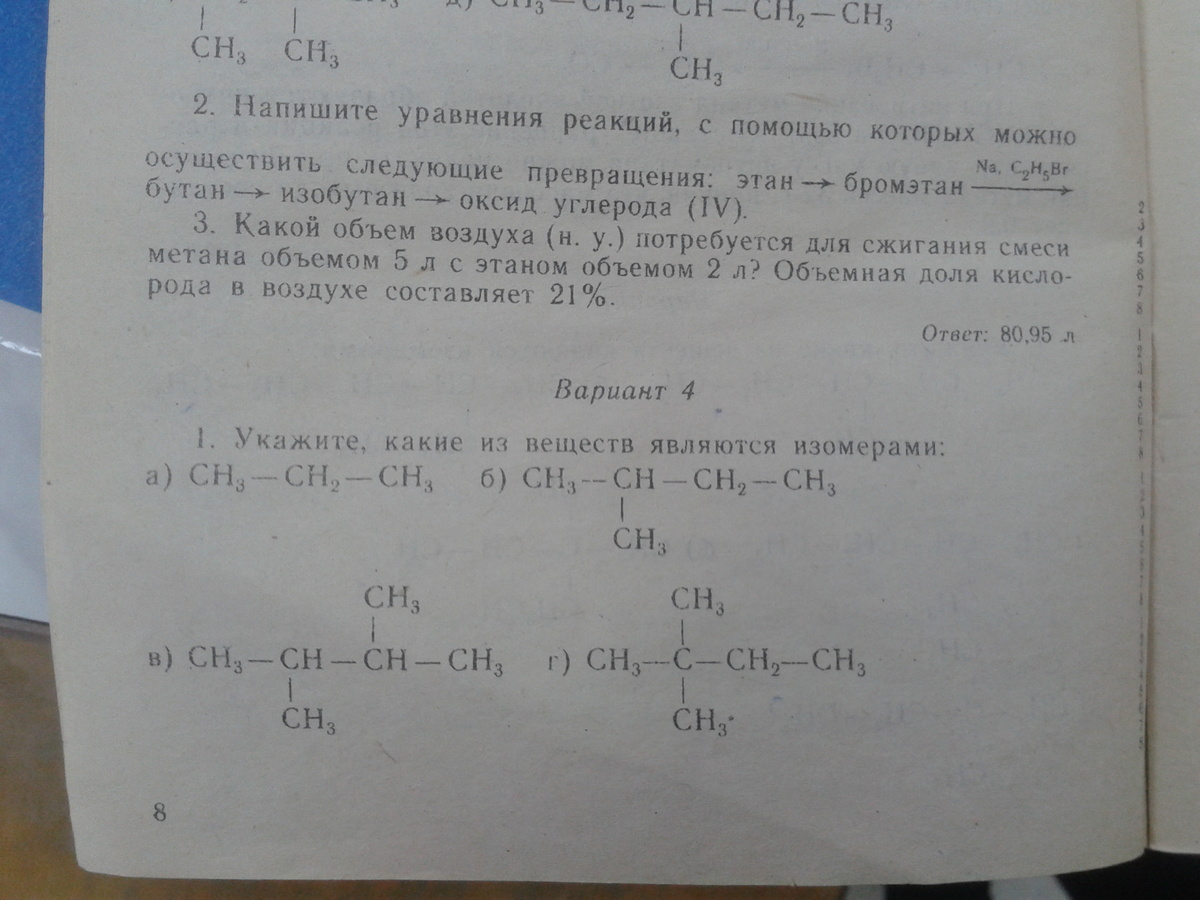 д) CH₃—CH₂—CH—CH₂—CH₃
CH₃ CH₃
CH₃
2. Напишите уравнения реакций, с помощью которых можно
осуществить следующие превращения: этан → бромэтан Na, C₂H₅Br →
бутан → изобутан → оксид углерода (IV).
3. Какой объем воздуха (н. у.) потребуется для сжигания смеси
метана объемом 5 л с этаном объемом 2 л? Объемная доля кисло-
рода в воздухе составляет 21%.
Ответ: 80,95 л
Вариант 4
1. Укажите, какие из веществ являются изомерами:
а) CH₃—CH₂—CH₃ б) CH₃—CH—CH₂—CH₃
CH₃
CH₃ CH₃
в) CH₃—CH—CH—CH₃ г) CH₃—C—CH₂—CH₃
CH₃ CH₃
8